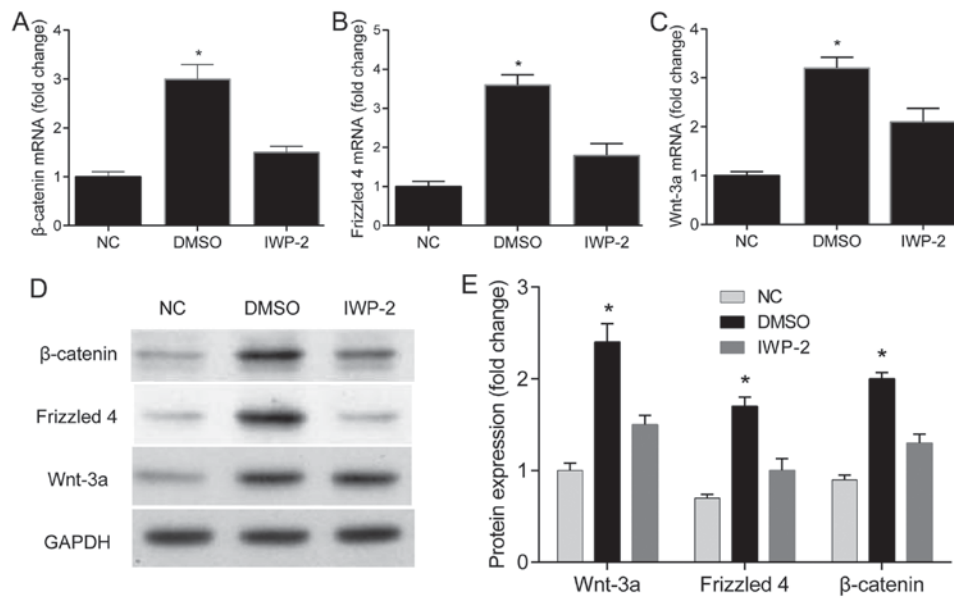 A
β-catenin mRNA (fold change)
4
3
2
1
0
*
NC DMSO IWP-2
B
Frizzled 4 mRNA (fold change)
5
4
3
2
1
0
*
NC DMSO IWP-2
C
Wnt-3a mRNA (fold change)
4
3
2
1
0
*
NC DMSO IWP-2
D
NC DMSO IWP-2
β-catenin
Frizzled 4
Wnt-3a
GAPDH
E
Protein expression (fold change)
3
2
1
0
NC
DMSO
IWP-2
* * *
Wnt-3a Frizzled 4 β-catenin